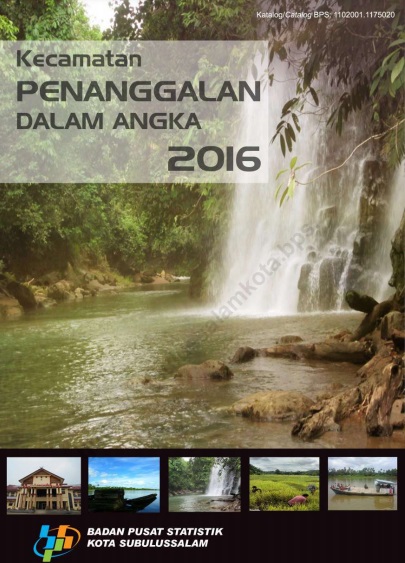 Katalog/Catalog BPS: 1102001.1175020
Kecamatan
PENANGGALAN
DALAM ANGKA
2016
BADAN PUSAT STATISTIK
KOTA SUBULUSSALAM